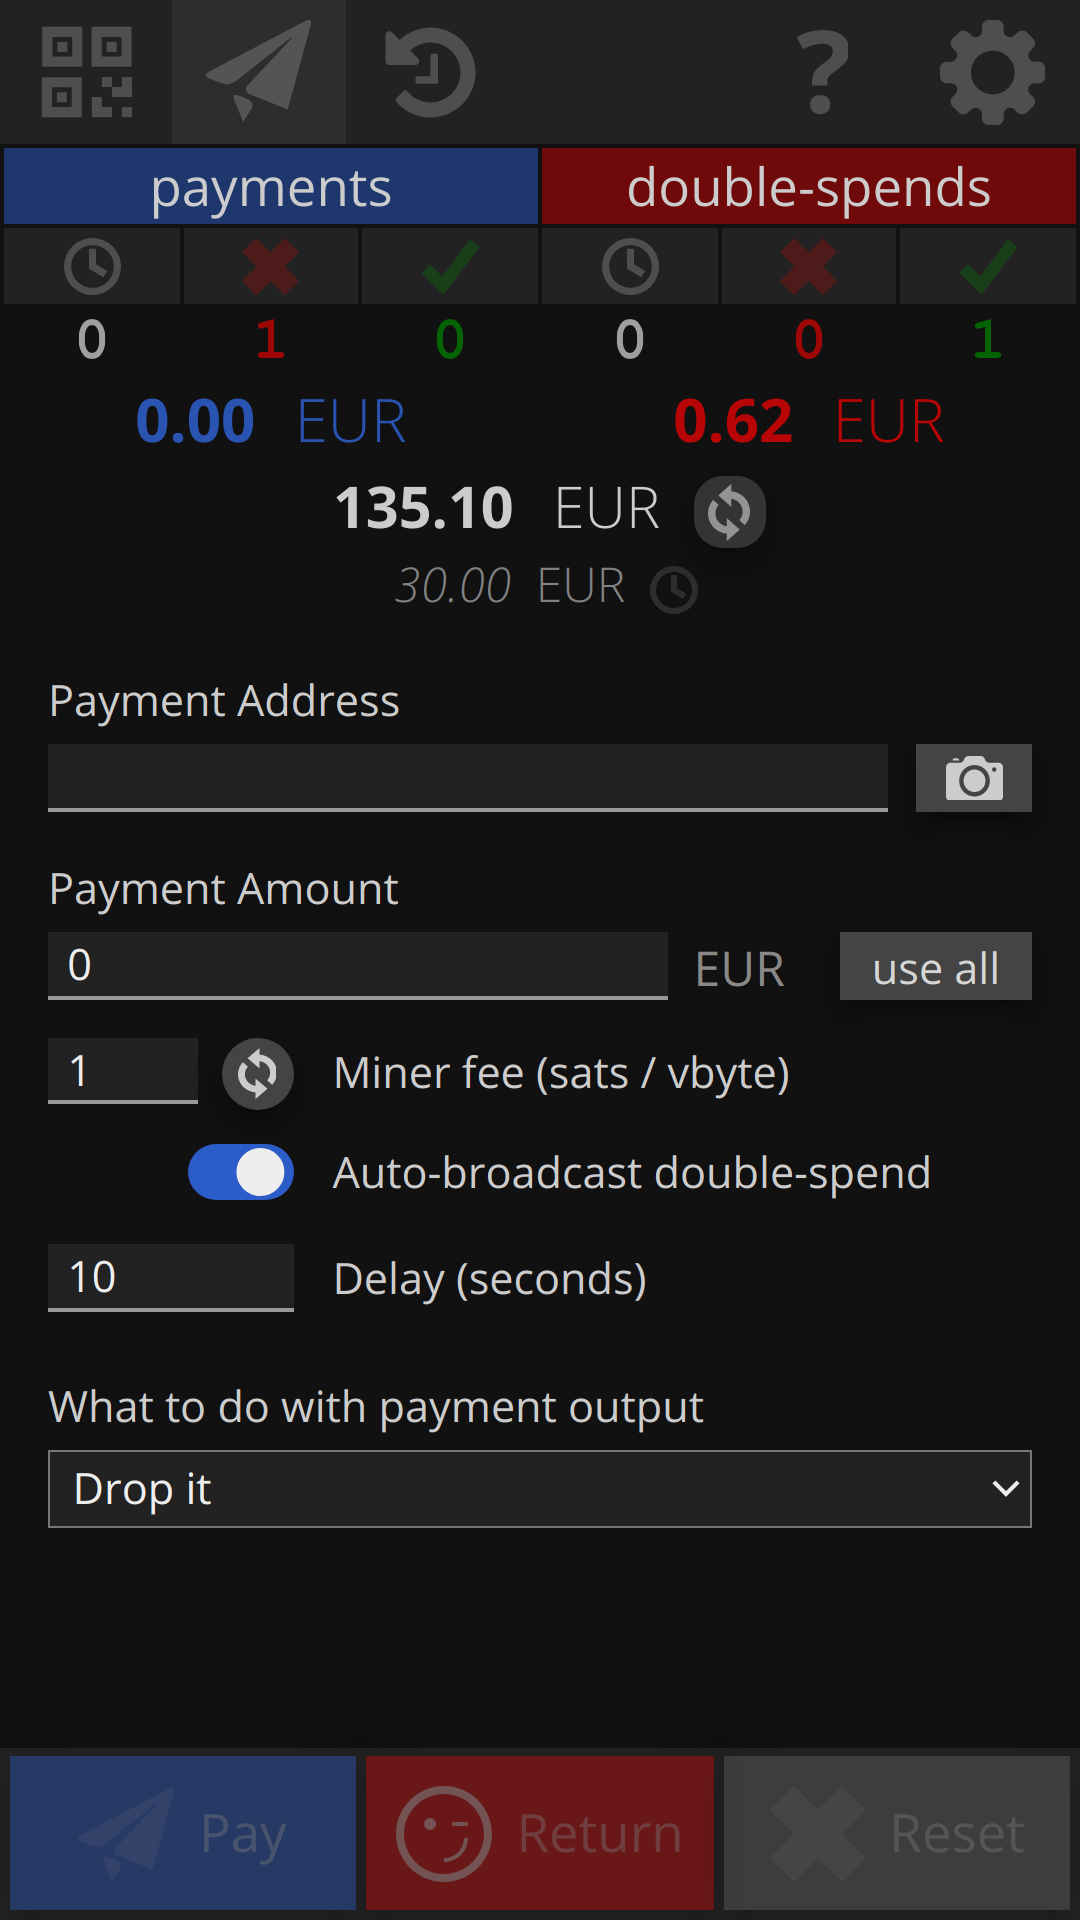 ?
payments double-spends
0 1 0 0 0 1
0.00 EUR 0.62 EUR
135.10 EUR
30.00 EUR
Payment Address
Payment Amount
0 EUR use all
1 Miner fee (sats / vbyte)
Auto-broadcast double-spend
10 Delay (seconds)
What to do with payment output
Drop it
Pay Return Reset